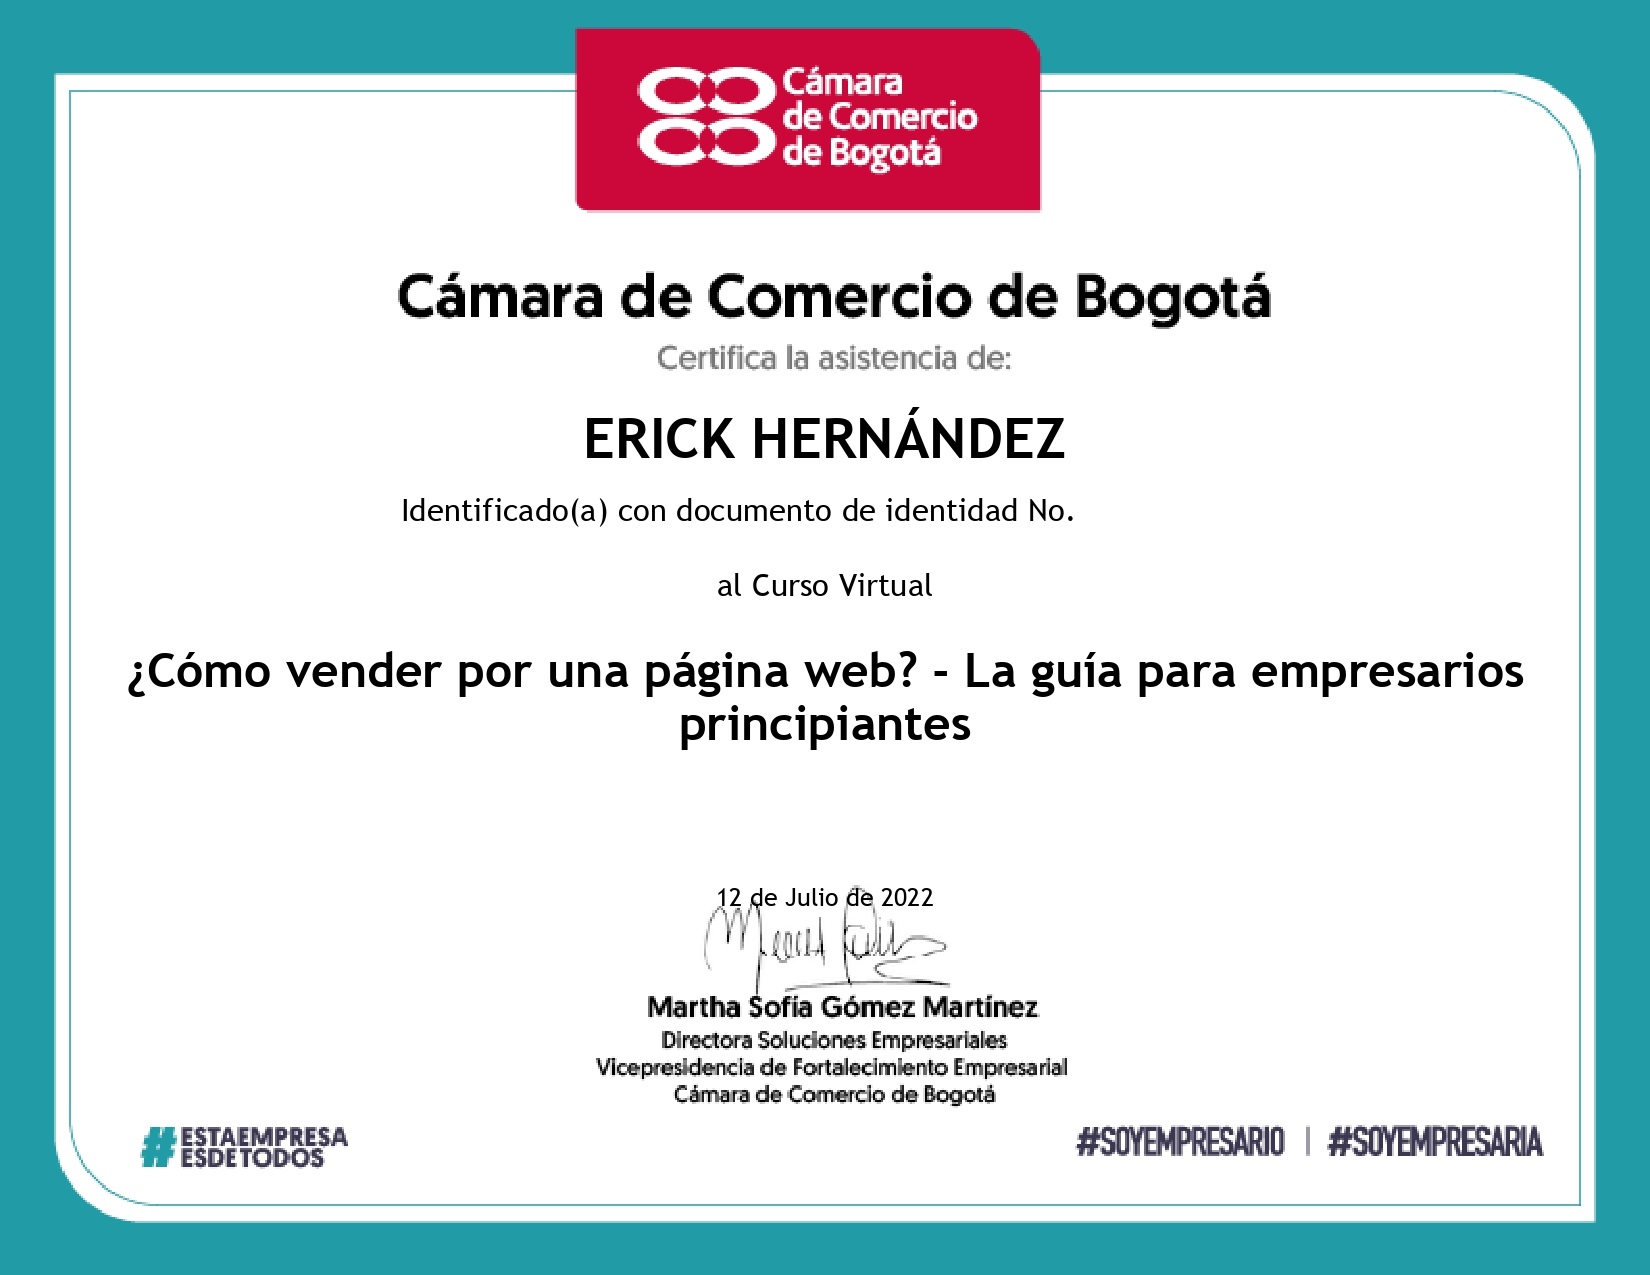 Cámara
de Comercio
de Bogotá
Cámara de Comercio de Bogotá
Certifica la asistencia de:
ERICK HERNÁNDEZ
Identificado(a) con documento de identidad No.
al Curso Virtual
¿Cómo vender por una página web? - La guía para empresarios
principiantes
12 de Julio de 2022
Martha Sofía Gómez Martínez
Directora Soluciones Empresariales
Vicepresidencia de Fortalecimiento Empresarial
Cámara de Comercio de Bogotá
#ESTAEMPRESA
ESDETODOS
#SOYEMPRESARIO | #SOYEMPRESARIA